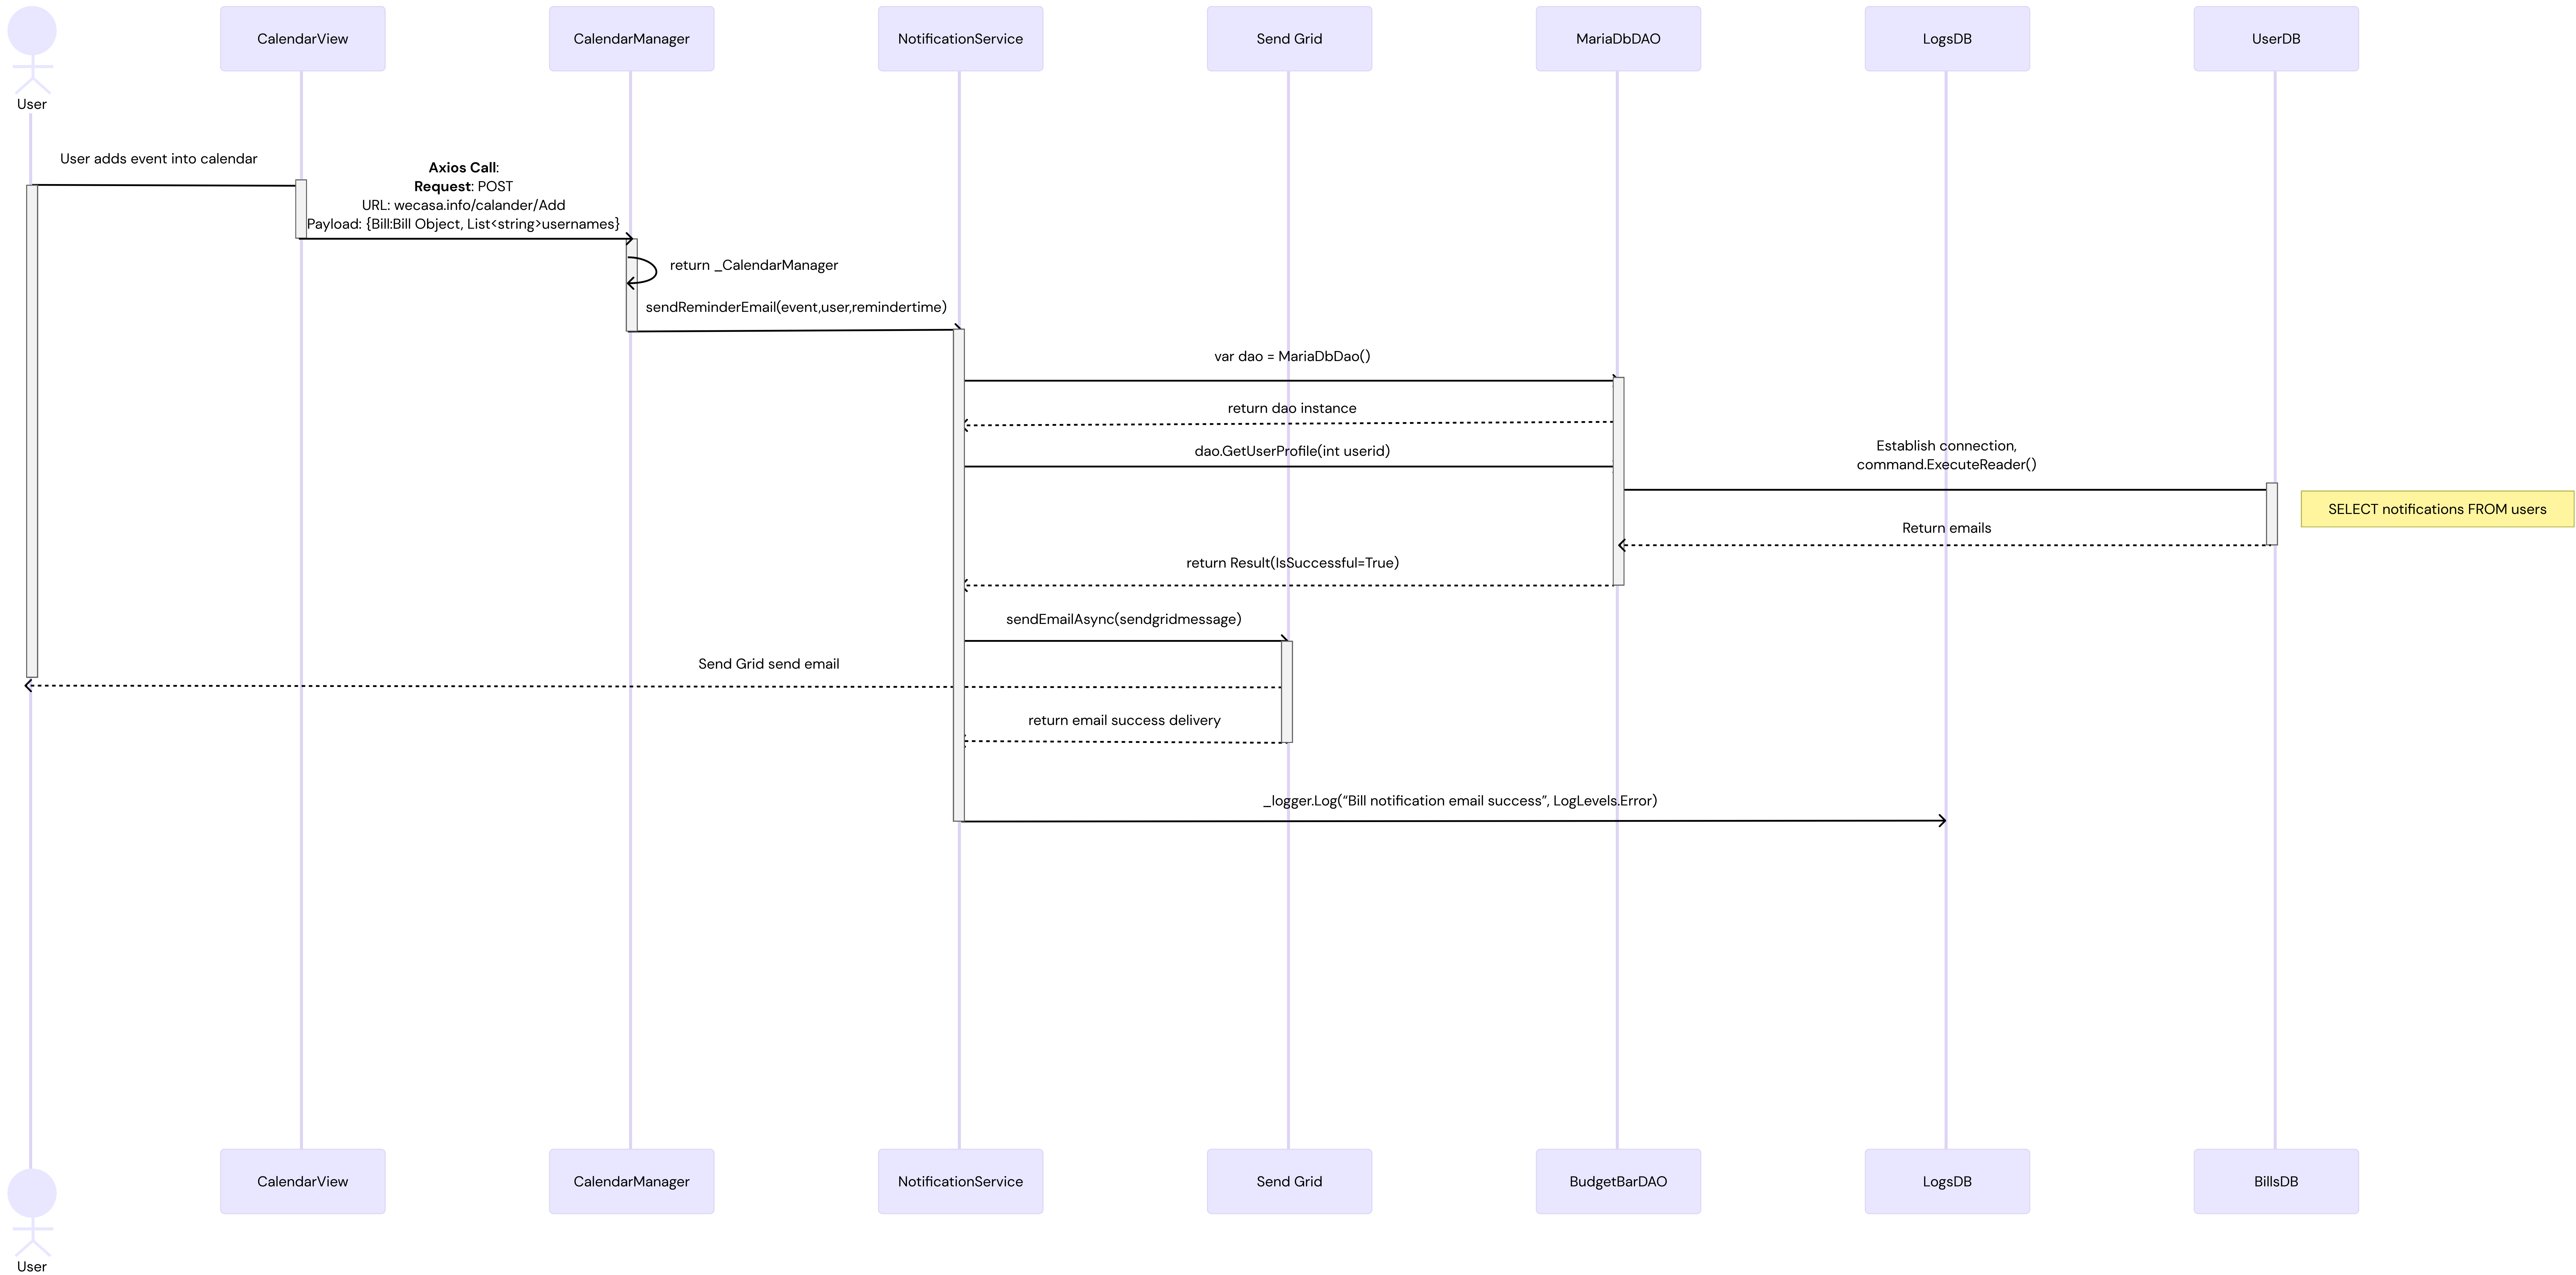 CalendarView
CalendarManager
NotificationService
Send Grid
MariaDbDAO
LogsDB
UserDB
User
User adds event into calendar
Axios Call:
Request: POST
URL: wecasa.info/calander/Add
Payload: {Bill:Bill Object, List<string>usernames}
return _CalendarManager
sendReminderEmail(event,user,remindertime)
var dao = MariaDbDao()
return dao instance
dao.GetUserProfile(int userid)
Establish connection,
command.ExecuteReader()
SELECT notifications FROM users
Return emails
return Result(IsSuccessful=True)
sendEmailAsync(sendgridmessage)
Send Grid send email
return email success delivery
_logger.Log(“Bill notification email success”, LogLevels.Error)
CalendarView
CalendarManager
NotificationService
Send Grid
BudgetBarDAO
LogsDB
BillsDB
User